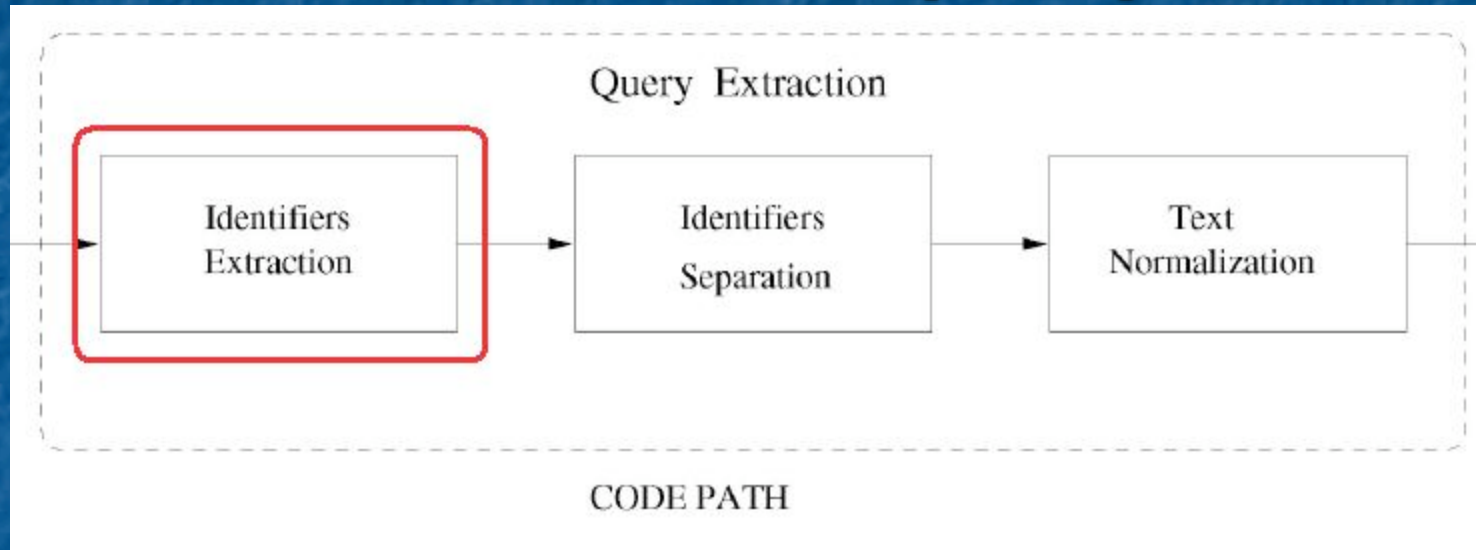 Query Extraction
Identifiers
Extraction
Identifiers
Separation
Text
Normalization
CODE PATH